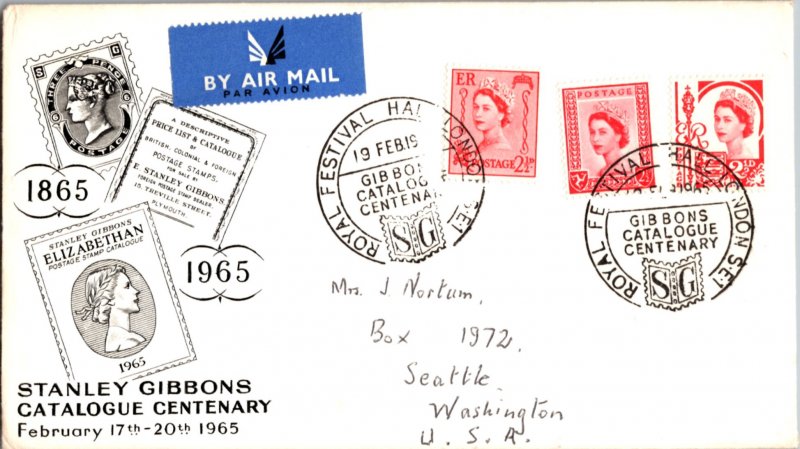 S G
THREE PENCE
POSTAGE
1865
A DESCRIPTIVE
PRICE LIST & CATALOGUE
OF
BRITISH, COLONIAL & FOREIGN
POSTAGE STAMPS,
FOR SALE BY
E. STANLEY GIBBONS,
FOREIGN POSTAGE STAMP DEALER,
15, TREVILLE STREET,
PLYMOUTH.
STANLEY GIBBONS
ELIZABETHAN
POSTAGE STAMP CATALOGUE
1965
1965
STANLEY GIBBONS
CATALOGUE CENTENARY
February 17th-20th 1965
BY AIR MAIL
PAR AVION
ROYAL FESTIVAL HALL LONDON S.E.1
19 FEB 19
GIBBONS
CATALOGUE
CENTENARY
SG
ER
POSTAGE 2½D
POSTAGE
2½D
ROYAL FESTIVAL HALL LONDON S.E.1
GIBBONS
CATALOGUE
CENTENARY
SG
Mrs J Nortum,
Box 1972,
Seattle
Washington
U. S. A.